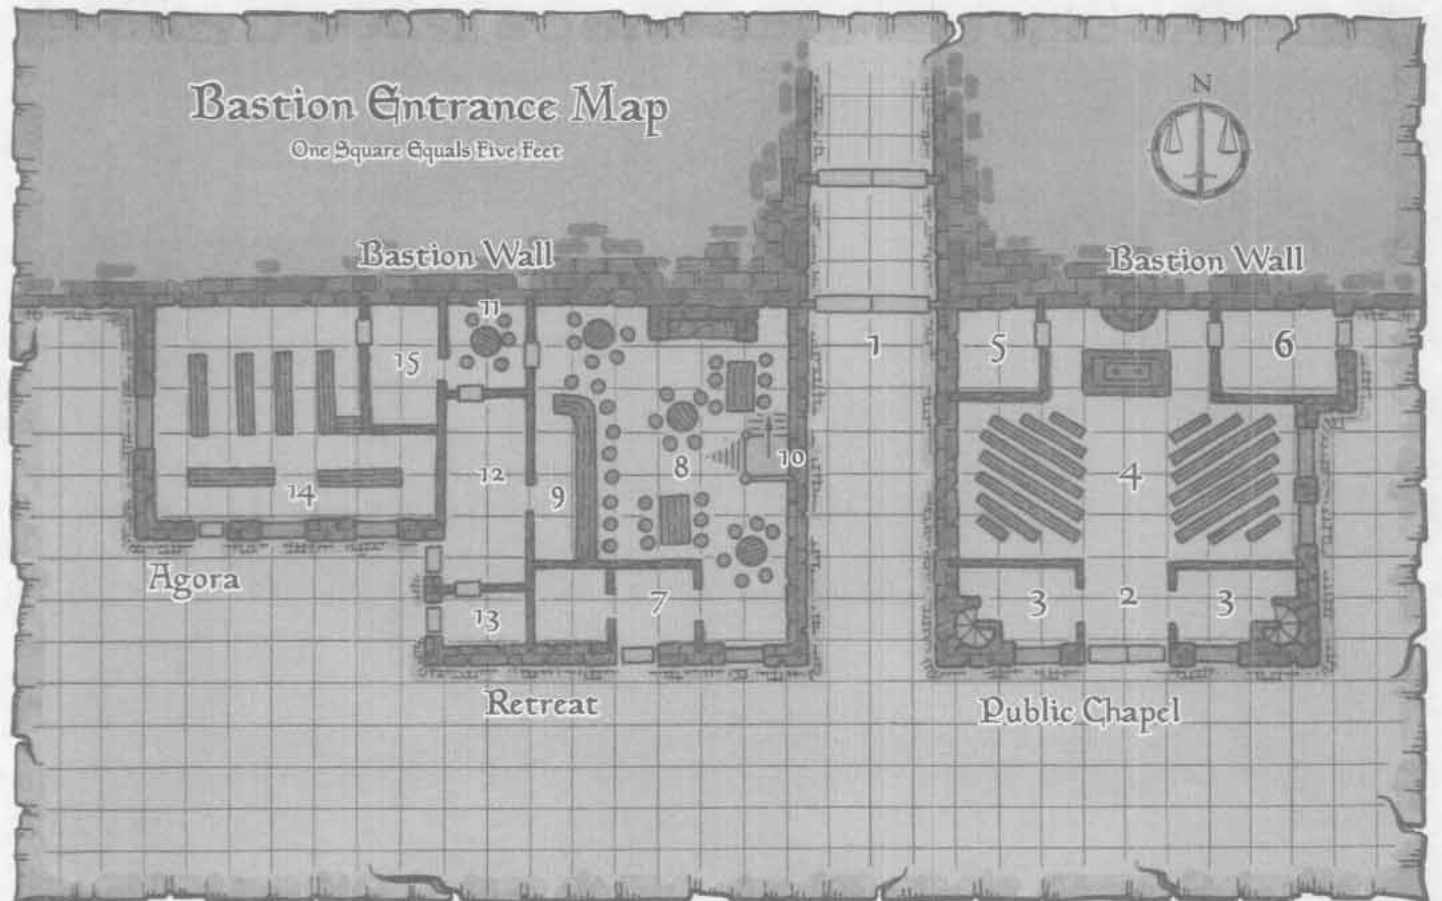 Bastion Entrance Map
One Square Equals Five Feet
N
Bastion Wall
Bastion Wall
11
1
5
6
15
8
10
12
9
4
14
Agora
7
3
2
3
13
Retreat
Public Chapel